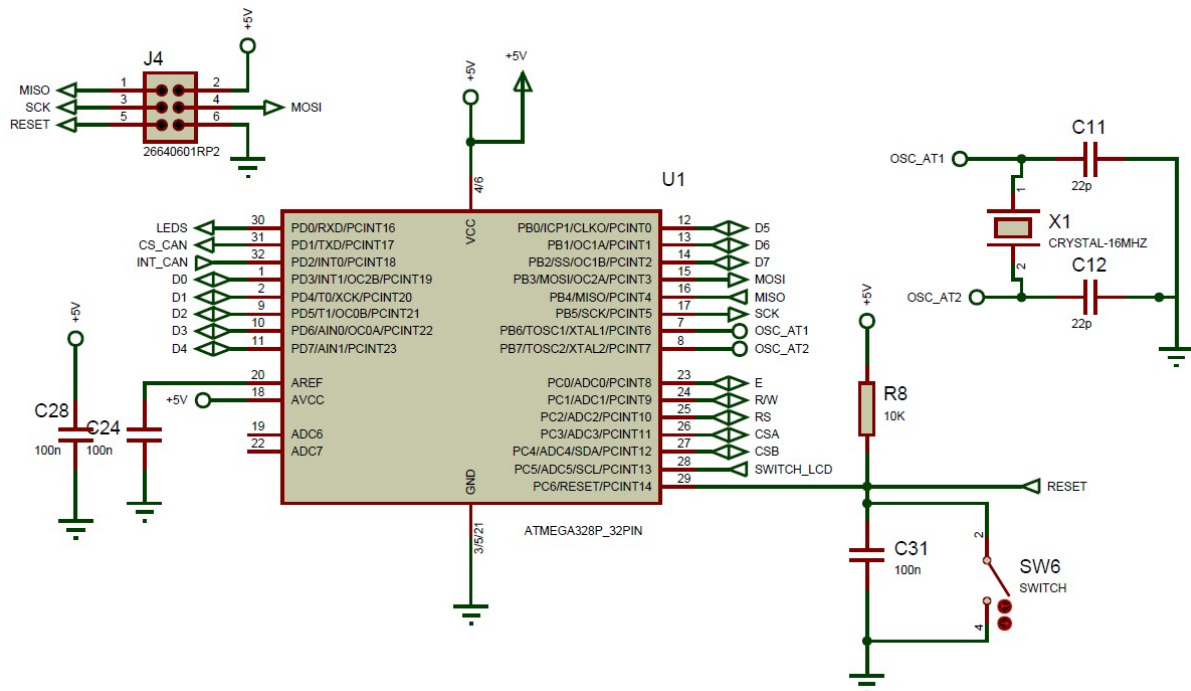 +5V
J4
MISO 1 2
SCK 3 4 MOSI
RESET 5 6
26640601RP2
+5V
+5V
4/6
U1
VCC
LEDS 30 PD0/RXD/PCINT16
CS_CAN 31 PD1/TXD/PCINT17
INT_CAN 32 PD2/INT0/PCINT18
D0 1 PD3/INT1/OC2B/PCINT19
D1 2 PD4/T0/XCK/PCINT20
D2 9 PD5/T1/OC0B/PCINT21
D3 10 PD6/AIN0/OC0A/PCINT22
D4 11 PD7/AIN1/PCINT23
20 AREF
+5V 18 AVCC
19 ADC6
22 ADC7
PB0/ICP1/CLKO/PCINT0 12 D5
PB1/OC1A/PCINT1 13 D6
PB2/SS/OC1B/PCINT2 14 D7
PB3/MOSI/OC2A/PCINT3 15 MOSI
PB4/MISO/PCINT4 16 MISO
PB5/SCK/PCINT5 17 SCK
PB6/TOSC1/XTAL1/PCINT6 7 OSC_AT1
PB7/TOSC2/XTAL2/PCINT7 8 OSC_AT2
PC0/ADC0/PCINT8 23 E
PC1/ADC1/PCINT9 24 R/W
PC2/ADC2/PCINT10 25 RS
PC3/ADC3/PCINT11 26 CSA
PC4/ADC4/SDA/PCINT12 27 CSB
PC5/ADC5/SCL/PCINT13 28 SWITCH_LCD
PC6/RESET/PCINT14 29 RESET
GND
3/5/21
ATMEGA328P_32PIN
+5V
C28
100n
C24
100n
C11
22p
OSC_AT1
1
X1
CRYSTAL-16MHZ
2
C12
22p
OSC_AT2
+5V
R8
10K
C31
100n
2
SW6
SWITCH
4